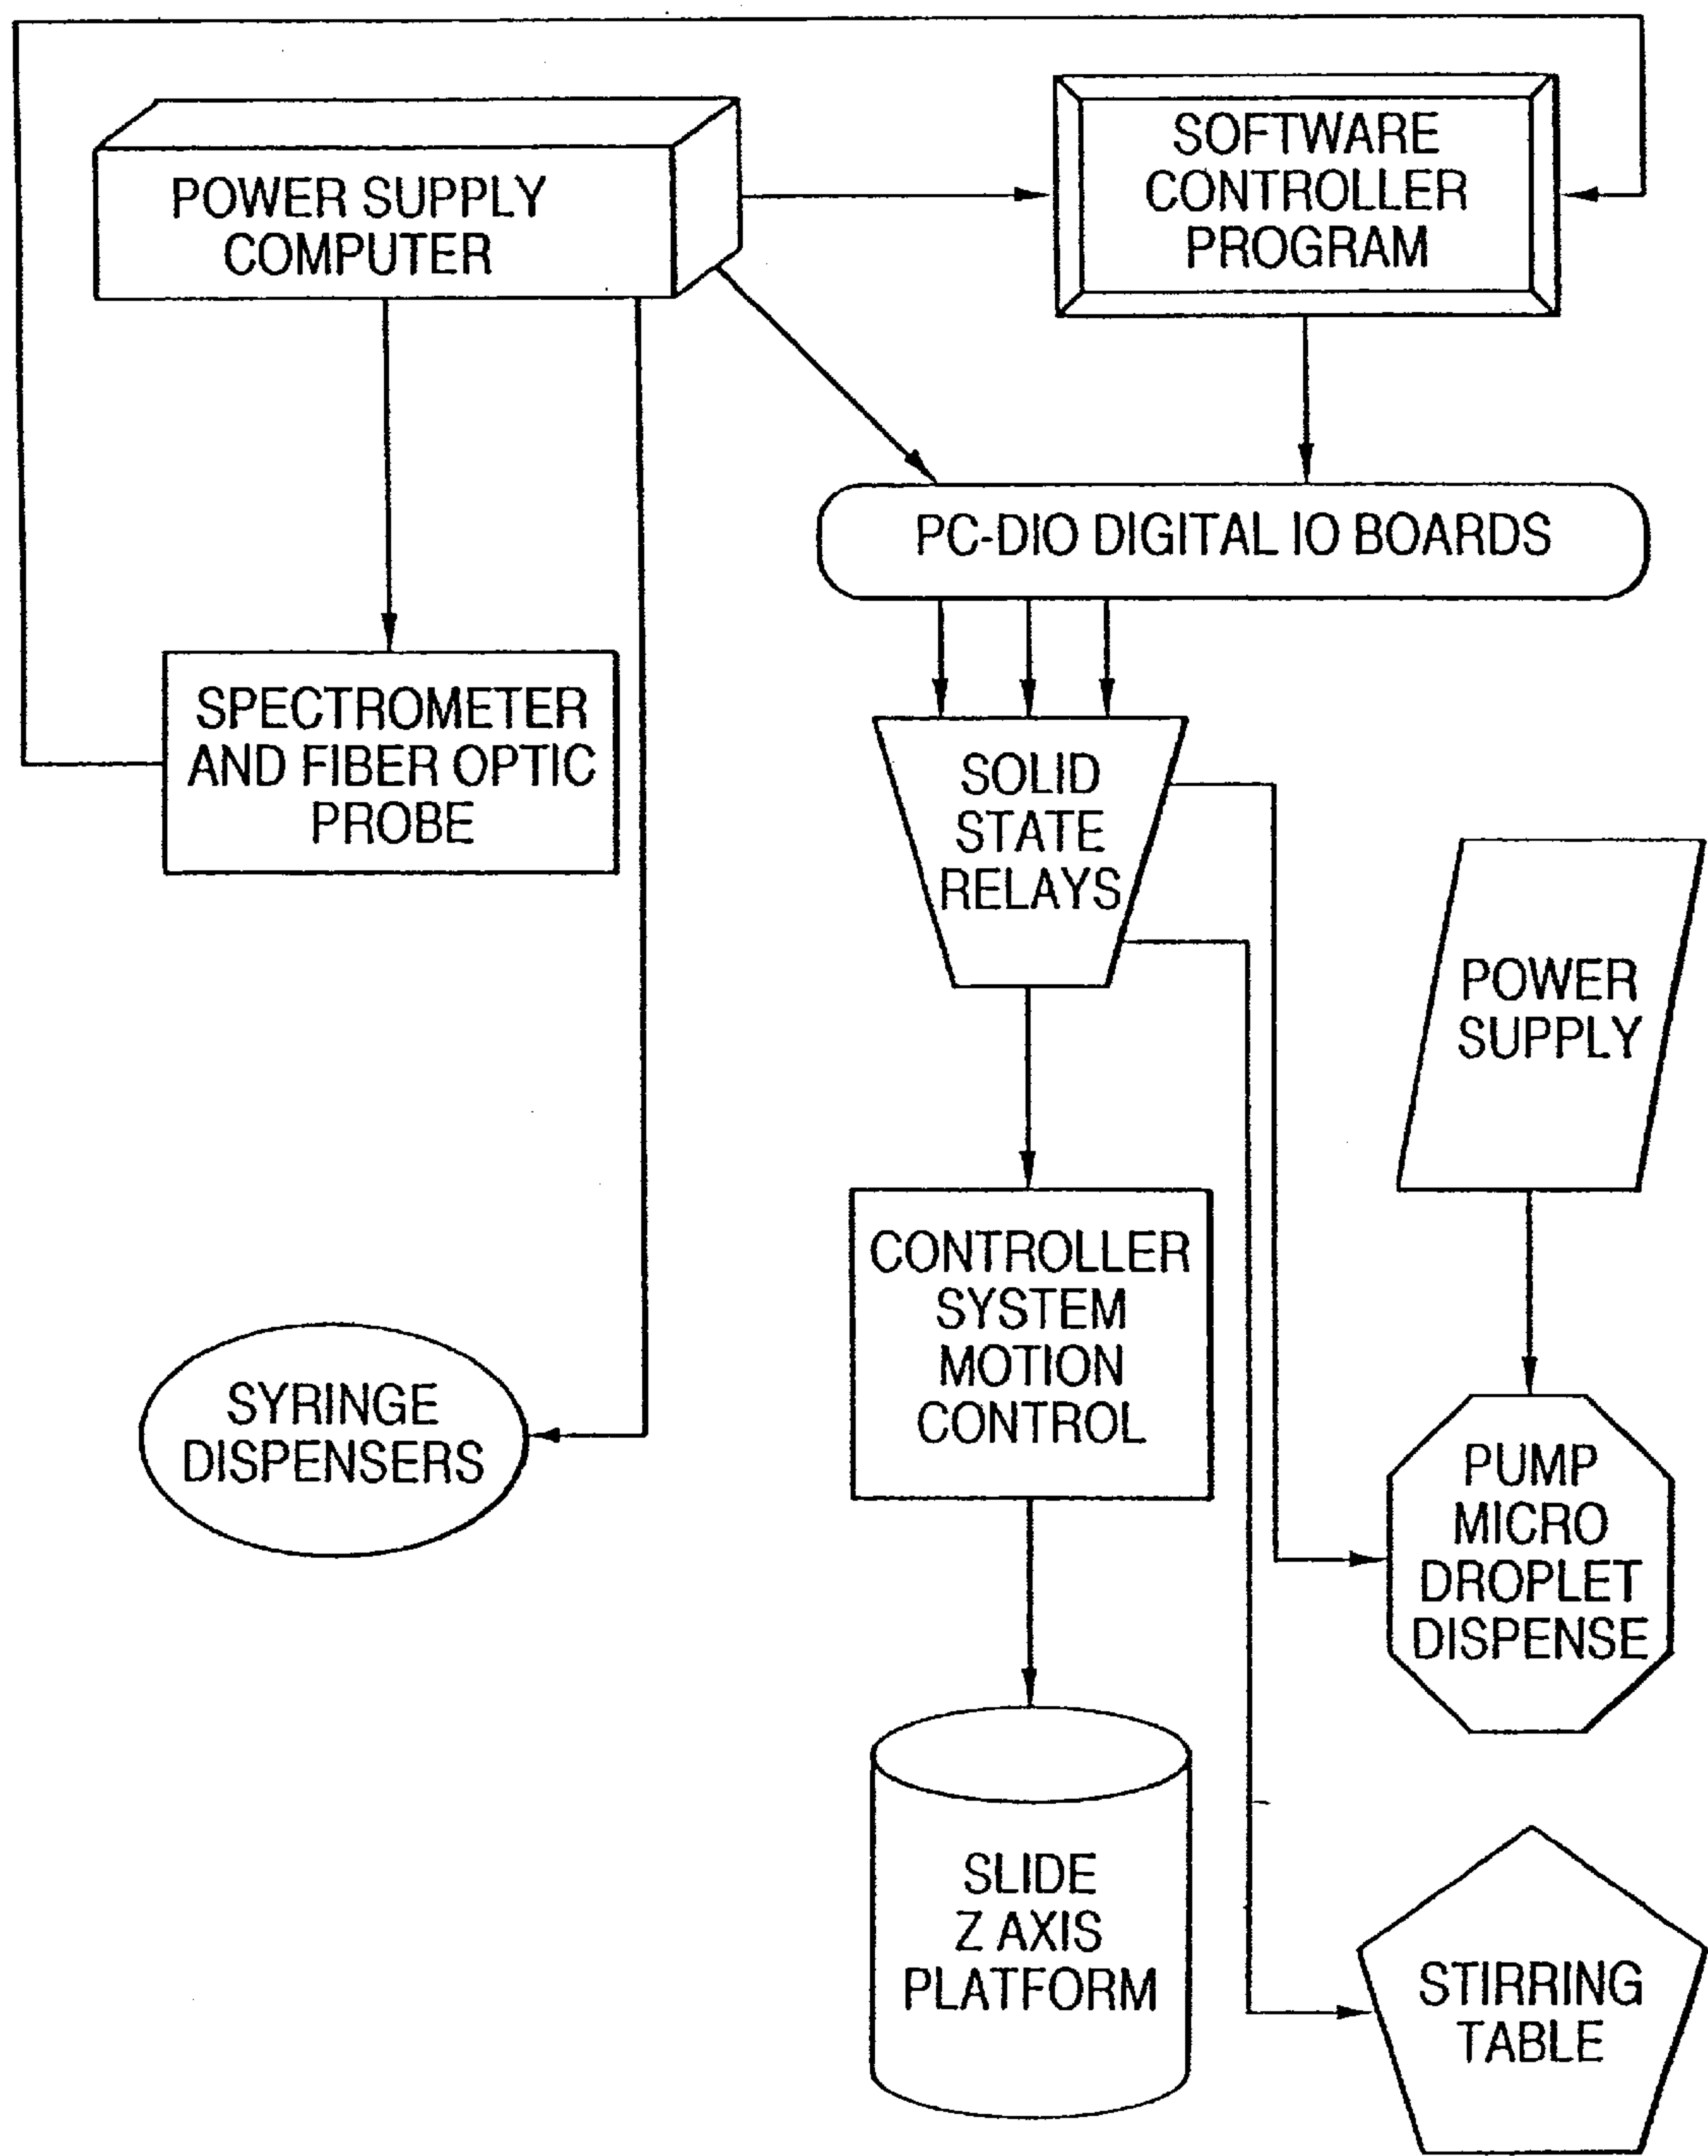 POWER SUPPLY
COMPUTER
SOFTWARE
CONTROLLER
PROGRAM
PC-DIO DIGITAL IO BOARDS
SPECTROMETER
AND FIBER OPTIC
PROBE
SOLID
STATE
RELAYS
POWER
SUPPLY
CONTROLLER
SYSTEM
MOTION
CONTROL
SYRINGE
DISPENSERS
PUMP
MICRO
DROPLET
DISPENSE
SLIDE
Z AXIS
PLATFORM
STIRRING
TABLE